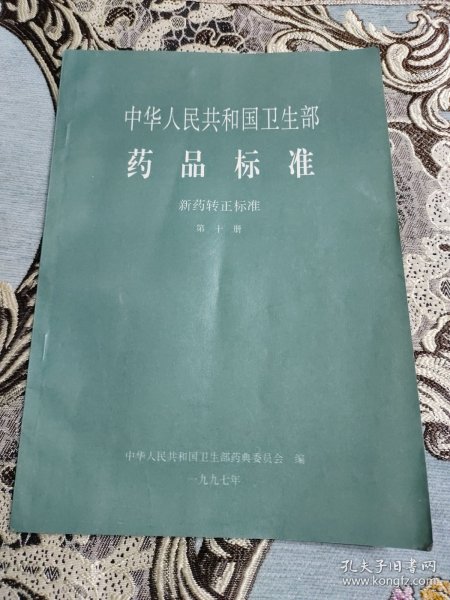 中华人民共和国卫生部
药品标准
新药转正标准
第十册
中华人民共和国卫生部药典委员会 编
一九九七年
孔夫子旧书网
www.kongfz.com